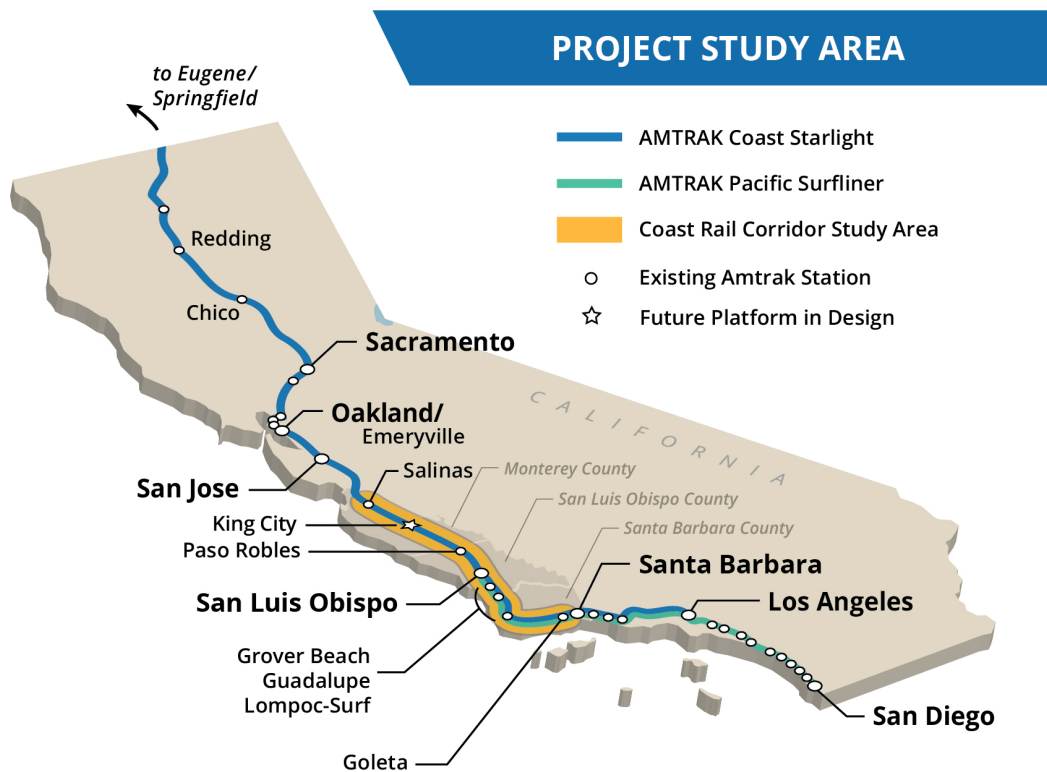 PROJECT STUDY AREA
to Eugene/
Springfield
AMTRAK Coast Starlight
AMTRAK Pacific Surfliner
Coast Rail Corridor Study Area
Existing Amtrak Station
Future Platform in Design
Redding
Chico
Sacramento
Oakland/
Emeryville
CALIFORNIA
San Jose
Salinas
Monterey County
San Luis Obispo County
Santa Barbara County
King City
Paso Robles
San Luis Obispo
Santa Barbara
Los Angeles
Grover Beach
Guadalupe
Lompoc-Surf
Goleta
San Diego